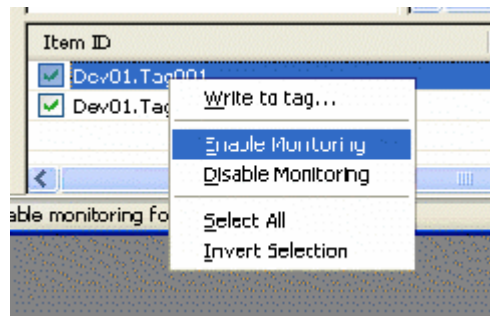 Item ID
Dev01.Tag001
Dev01.Tag
Write to tag...
Enable Monitoring
Disable Monitoring
able monitoring fo
Select All
Invert Selection